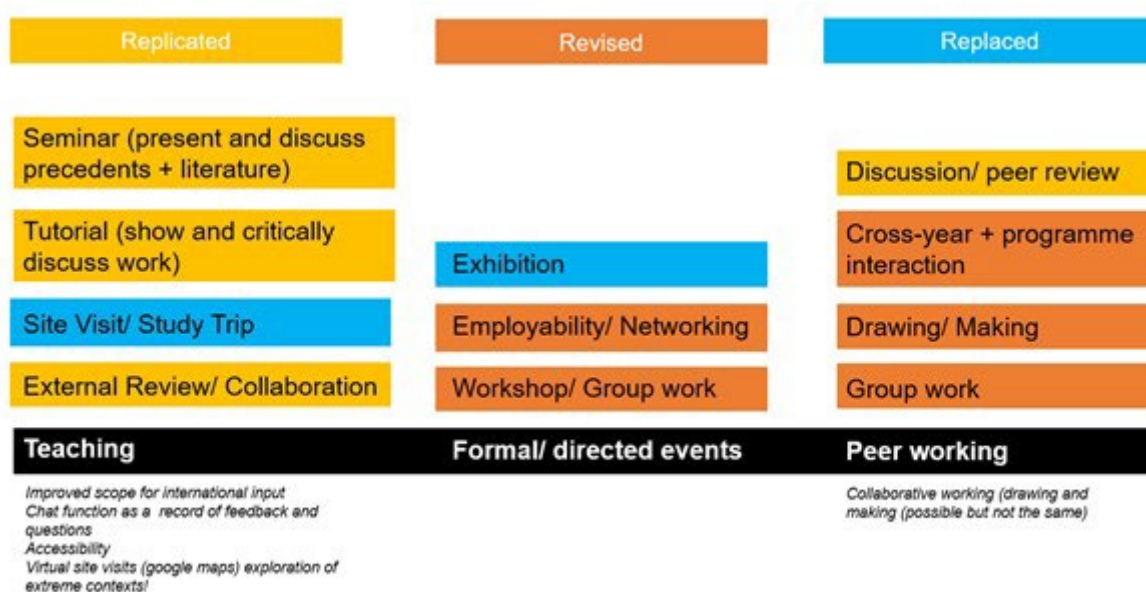 Replicated
Revised
Replaced
Seminar (present and discuss
precedents + literature)
Tutorial (show and critically
discuss work)
Site Visit/ Study Trip
External Review/ Collaboration
Exhibition
Employability/ Networking
Workshop/ Group work
Discussion/ peer review
Cross-year + programme
interaction
Drawing/ Making
Group work
Teaching
Formal/ directed events
Peer working
Improved scope for international input
Chat function as a record of feedback and
questions
Accessibility
Virtual site visits (google maps) exploration of
extreme contexts!
Collaborative working (drawing and
making (possible but not the same)